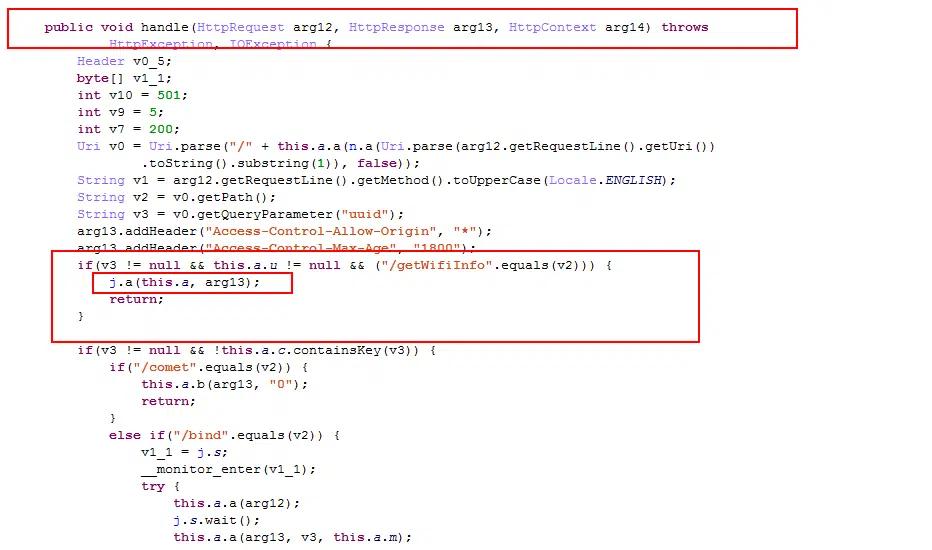 public void handle(HttpRequest arg12, HttpResponse arg13, HttpContext arg14) throws
HttpException, IOException {
Header v0_5;
byte[] v1_1;
int v10 = 501;
int v9 = 5;
int v7 = 200;
Uri v0 = Uri.parse("/" + this.a.a(n.a(Uri.parse(arg12.getRequestLine().getUri())
.toString().substring(1)), false));
String v1 = arg12.getRequestLine().getMethod().toUpperCase(Locale.ENGLISH);
String v2 = v0.getPath();
String v3 = v0.getQueryParameter("uuid");
arg13.addHeader("Access-Control-Allow-Origin", "*");
arg13.addHeader("Access-Control-Max-Age", "1800");
if(v3 != null && this.a.u != null && ("/getWifiInfo".equals(v2))) {
j.a(this.a, arg13);
return;
}
if(v3 != null && !this.a.c.containsKey(v3)) {
if("/comet".equals(v2)) {
this.a.b(arg13, "0");
return;
}
else if("/bind".equals(v2)) {
v1_1 = j.s;
__monitor_enter(v1_1);
try {
this.a.a(arg12);
j.s.wait();
this.a.a(arg13, v3, this.a.m);